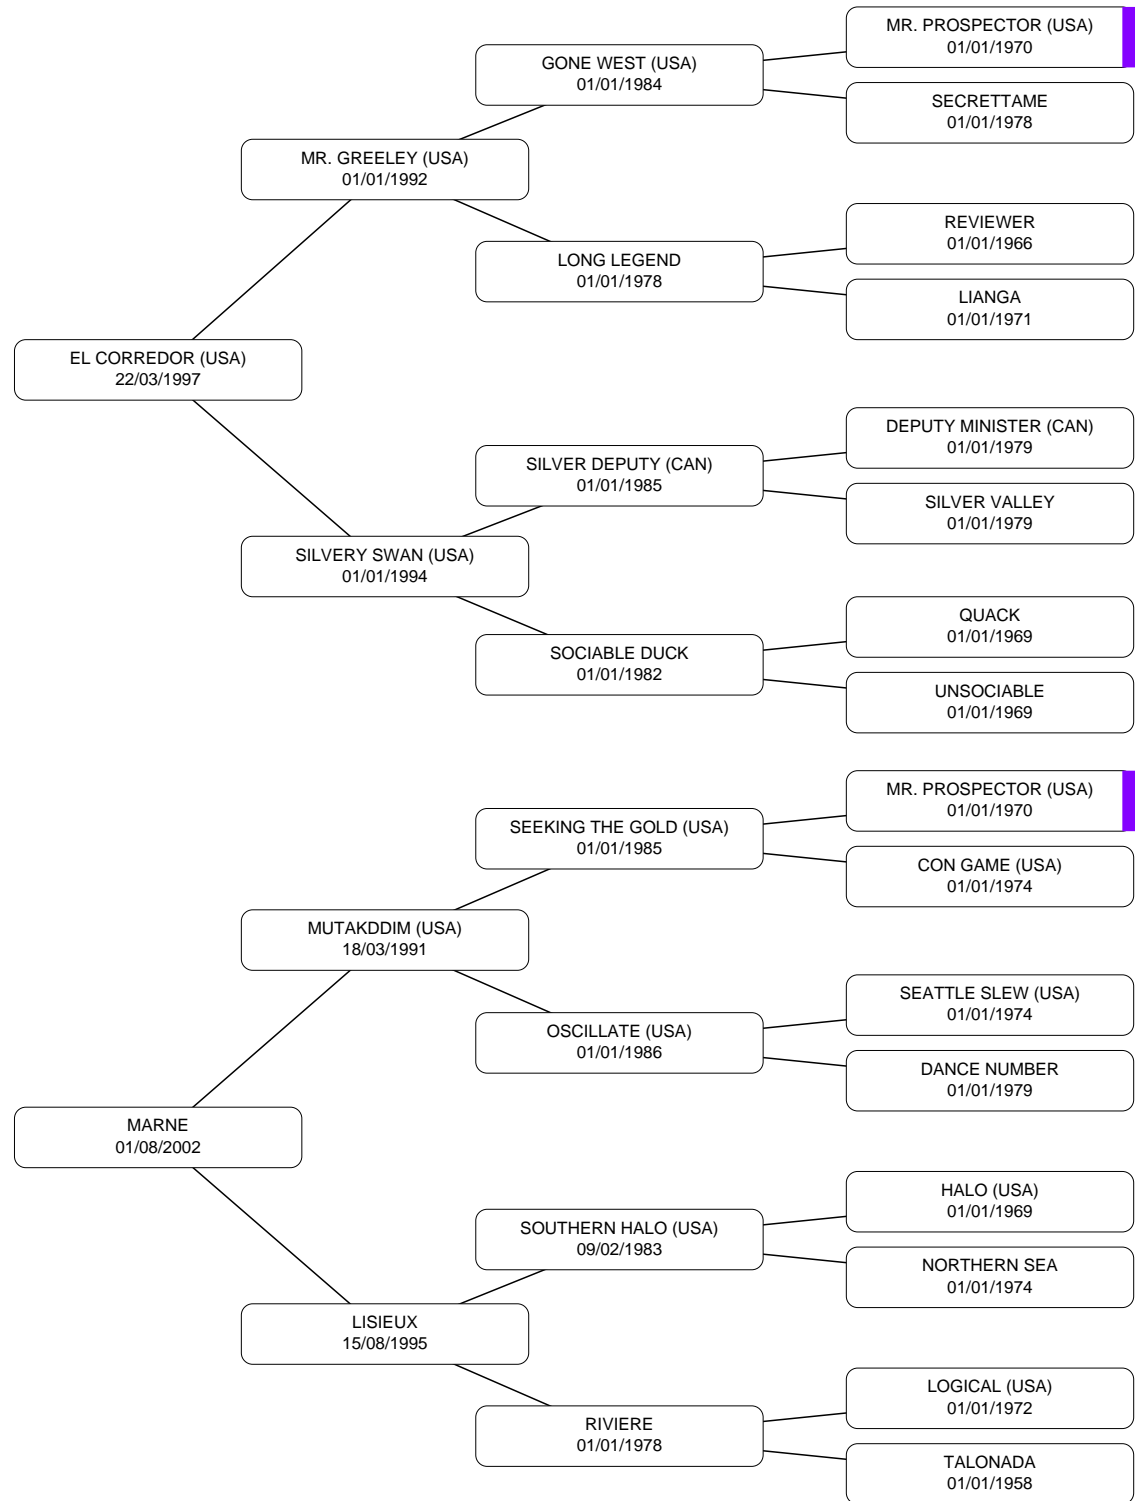 MR. PROSPECTOR (USA)
01/01/1970
GONE WEST (USA)
01/01/1984
SECRETTAME
01/01/1978
MR. GREELEY (USA)
01/01/1992
REVIEWER
01/01/1966
LONG LEGEND
01/01/1978
LIANGA
01/01/1971
EL CORREDOR (USA)
22/03/1997
DEPUTY MINISTER (CAN)
01/01/1979
SILVER DEPUTY (CAN)
01/01/1985
SILVER VALLEY
01/01/1979
SILVERY SWAN (USA)
01/01/1994
QUACK
01/01/1969
SOCIABLE DUCK
01/01/1982
UNSOCIABLE
01/01/1969
MR. PROSPECTOR (USA)
01/01/1970
SEEKING THE GOLD (USA)
01/01/1985
CON GAME (USA)
01/01/1974
MUTAKDDIM (USA)
18/03/1991
SEATTLE SLEW (USA)
01/01/1974
OSCILLATE (USA)
01/01/1986
DANCE NUMBER
01/01/1979
MARNE
01/08/2002
HALO (USA)
01/01/1969
SOUTHERN HALO (USA)
09/02/1983
NORTHERN SEA
01/01/1974
LISIEUX
15/08/1995
LOGICAL (USA)
01/01/1972
RIVIERE
01/01/1978
TALONADA
01/01/1958